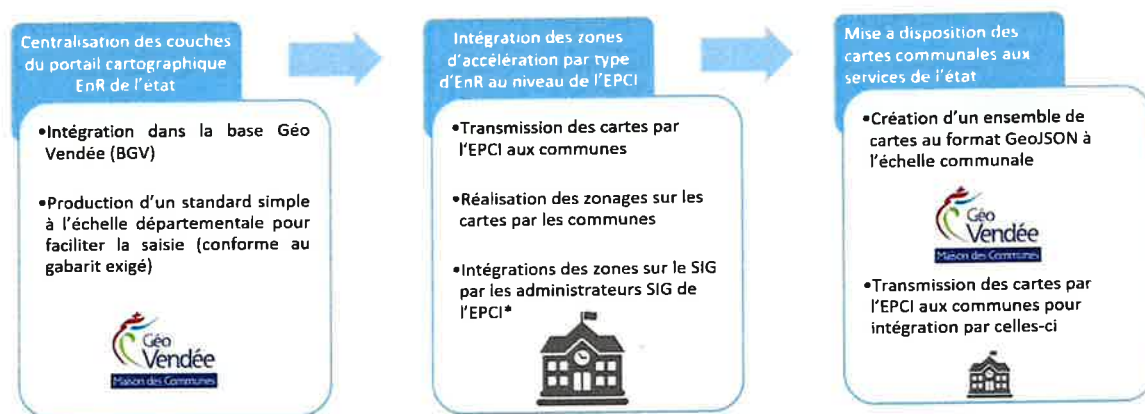 Centralisation des couches
du portail cartographique
EnR de l'état
•Intégration dans la base Géo
Vendée (BGV)
•Production d'un standard simple
à l'échelle départementale pour
faciliter la saisie (conforme au
gabarit exigé)
Géo
Vendée
Maison des Communes
Intégration des zones
d'accélération par type
d'EnR au niveau de l'EPCI
•Transmission des cartes par
l'EPCI aux communes
•Réalisation des zonages sur les
cartes par les communes
•Intégrations des zones sur le SIG
par les administrateurs SIG de
l'EPCI*
Mise à disposition des
cartes communales aux
services de l'état
•Création d'un ensemble de
cartes au format GeoJSON à
l'échelle communale
Géo
Vendée
Maison des Communes
•Transmission des cartes par
l'EPCI aux communes pour
intégration par celles-ci